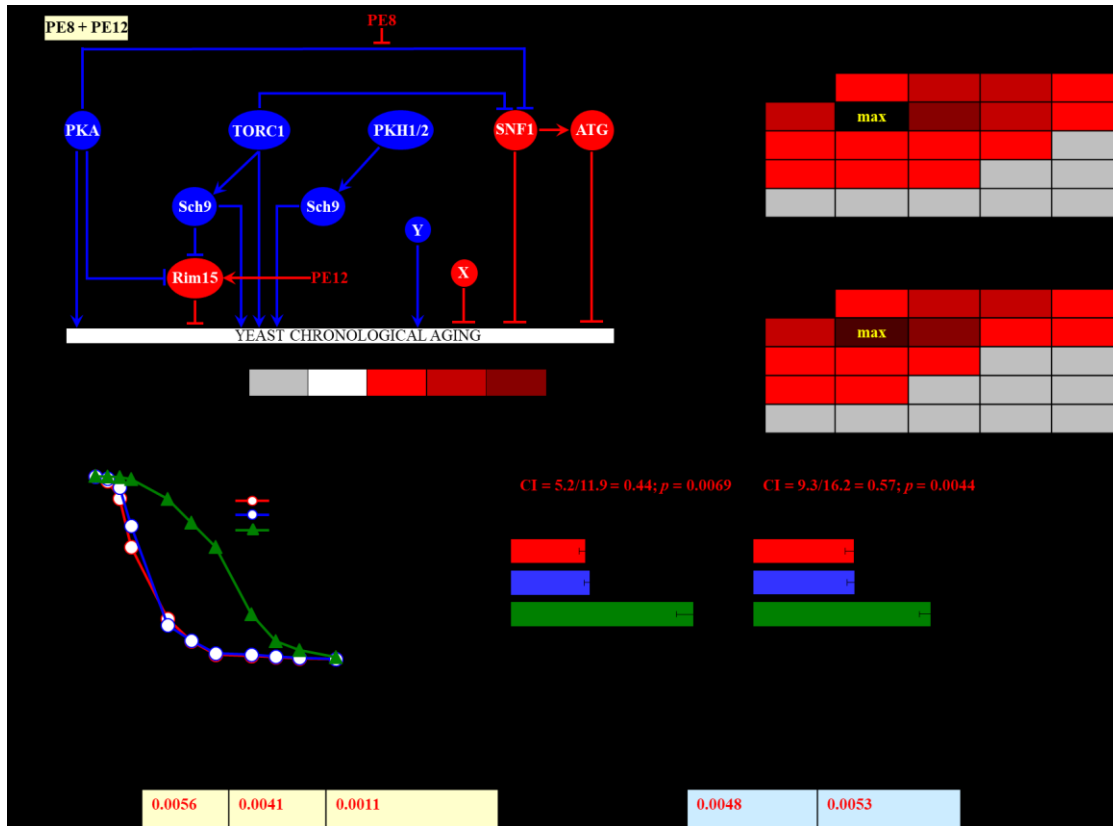 PE8 + PE12
PE8
PKA
TORC1
PKH1/2
SNF1
ATG
Sch9
Sch9
Y
Rim15
PE12
X
YEAST CHRONOLOGICAL AGING
max
max
CI = 5.2/11.9 = 0.44; p = 0.0069
CI = 9.3/16.2 = 0.57; p = 0.0044
0.0056 0.0041 0.0011
0.0048 0.0053